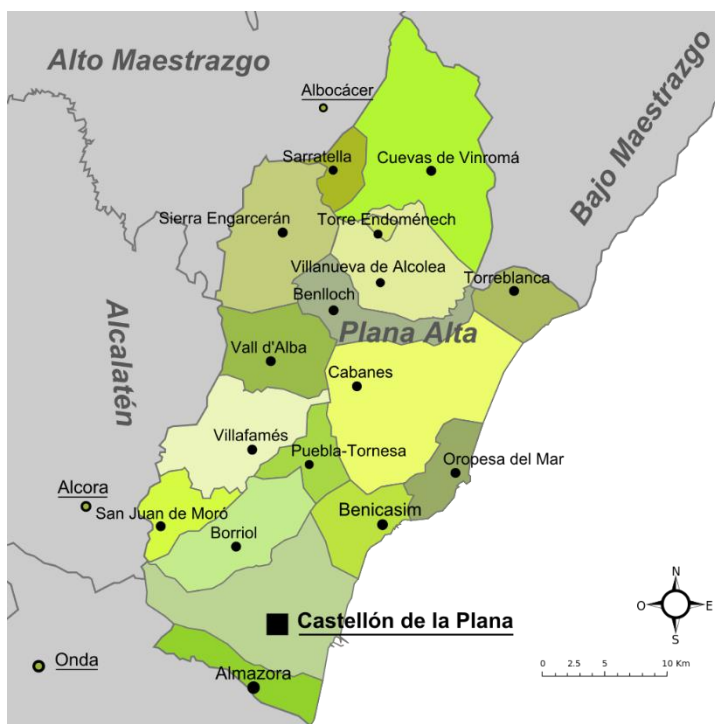 Alto Maestrazgo
Albocácer
Bajo Maestrazgo
Sarratella
Cuevas de Vinromá
Sierra Engarcerán
Torre Endoménech
Villanueva de Alcolea
Torreblanca
Benlloch
Alcalatén
Plana Alta
Vall d'Alba
Cabanes
Villafamés
Puebla-Tornesa
Oropesa del Mar
Alcora
San Juan de Moró
Benicasim
Borriol
N
O
E
S
Castellón de la Plana
Onda
Almazora
0 2.5 5 10 Km